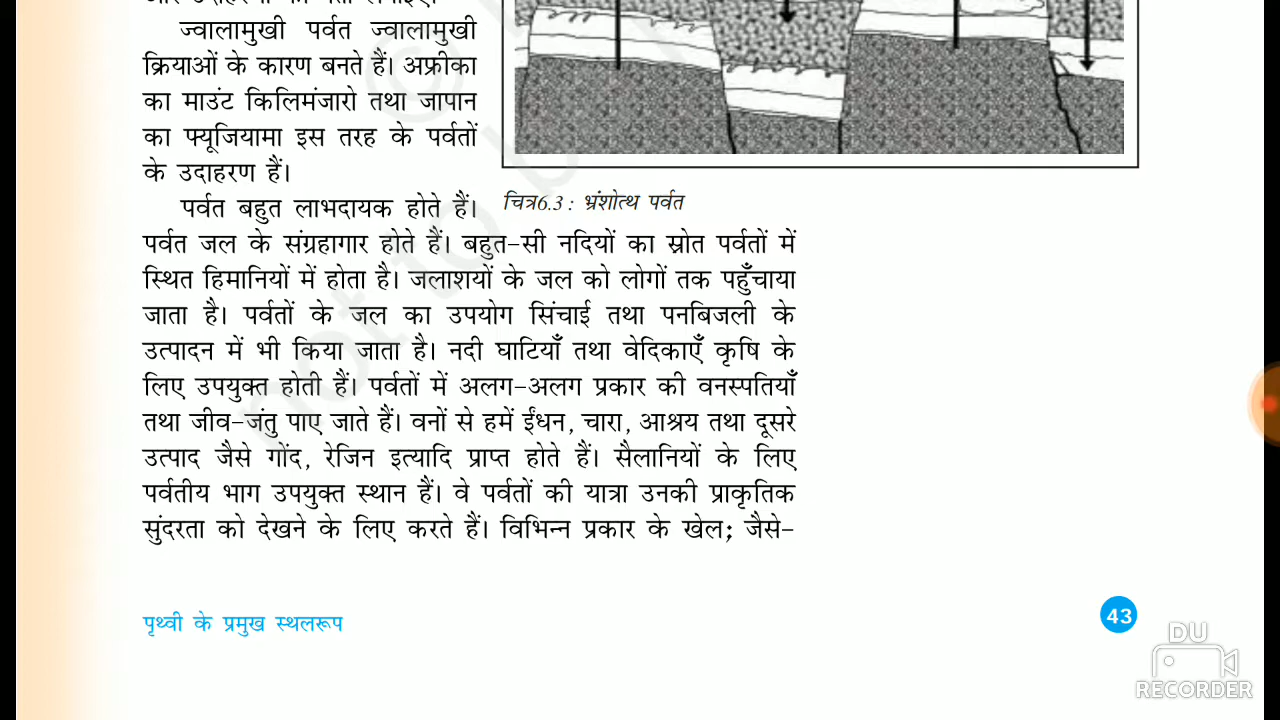 ज्वालामुखी पर्वत ज्वालामुखी
क्रियाओं के कारण बनते हैं। अफ्रीका
का माउंट किलिमंजारो तथा जापान
का फ्यूजियामा इस तरह के पर्वतों
के उदाहरण हैं।
पर्वत बहुत लाभदायक होते हैं।
चित्र6.3 : भ्रंशोत्थ पर्वत
पर्वत जल के संग्रहागार होते हैं। बहुत-सी नदियों का स्रोत पर्वतों में
स्थित हिमानियों में होता है। जलाशयों के जल को लोगों तक पहुँचाया
जाता है। पर्वतों के जल का उपयोग सिंचाई तथा पनबिजली के
उत्पादन में भी किया जाता है। नदी घाटियाँ तथा वेदिकाएँ कृषि के
लिए उपयुक्त होती हैं। पर्वतों में अलग-अलग प्रकार की वनस्पतियाँ
तथा जीव-जंतु पाए जाते हैं। वनों से हमें ईंधन, चारा, आश्रय तथा दूसरे
उत्पाद जैसे गोंद, रेजिन इत्यादि प्राप्त होते हैं। सैलानियों के लिए
पर्वतीय भाग उपयुक्त स्थान हैं। वे पर्वतों की यात्रा उनकी प्राकृतिक
सुंदरता को देखने के लिए करते हैं। विभिन्न प्रकार के खेल; जैसे-
पृथ्वी के प्रमुख स्थलरूप
43
DU
RECORDER